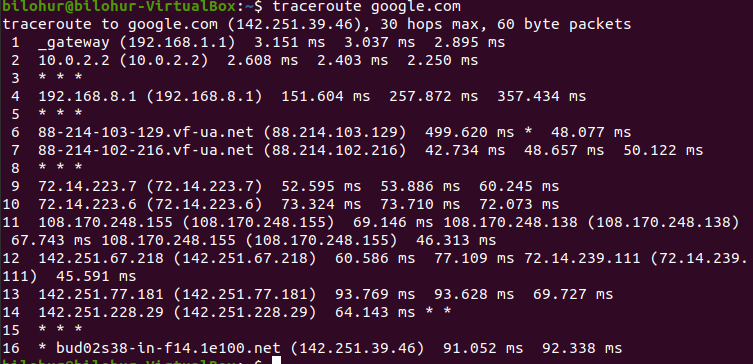 bilohur@bilohur-VirtualBox:~$ traceroute google.com
traceroute to google.com (142.251.39.46), 30 hops max, 60 byte packets
 1  _gateway (192.168.1.1)  3.151 ms  3.037 ms  2.895 ms
 2  10.0.2.2 (10.0.2.2)  2.608 ms  2.403 ms  2.250 ms
 3  * * *
 4  192.168.8.1 (192.168.8.1)  151.604 ms  257.872 ms  357.434 ms
 5  * * *
 6  88-214-103-129.vf-ua.net (88.214.103.129)  499.620 ms *  48.077 ms
 7  88-214-102-216.vf-ua.net (88.214.102.216)  42.734 ms  48.657 ms  50.122 ms
 8  * * *
 9  72.14.223.7 (72.14.223.7)  52.595 ms  53.886 ms  60.245 ms
10  72.14.223.6 (72.14.223.6)  73.324 ms  73.710 ms  72.073 ms
11  108.170.248.155 (108.170.248.155)  69.146 ms 108.170.248.138 (108.170.248.138)
 67.743 ms 108.170.248.155 (108.170.248.155)  46.313 ms
12  142.251.67.218 (142.251.67.218)  60.586 ms  77.109 ms 72.14.239.111 (72.14.239.
111)  45.591 ms
13  142.251.77.181 (142.251.77.181)  93.769 ms  93.628 ms  69.727 ms
14  142.251.228.29 (142.251.228.29)  64.143 ms * *
15  * * *
16  * bud02s38-in-f14.1e100.net (142.251.39.46)  91.052 ms  92.338 ms
bilohur@bilohur-VirtualBox:~$